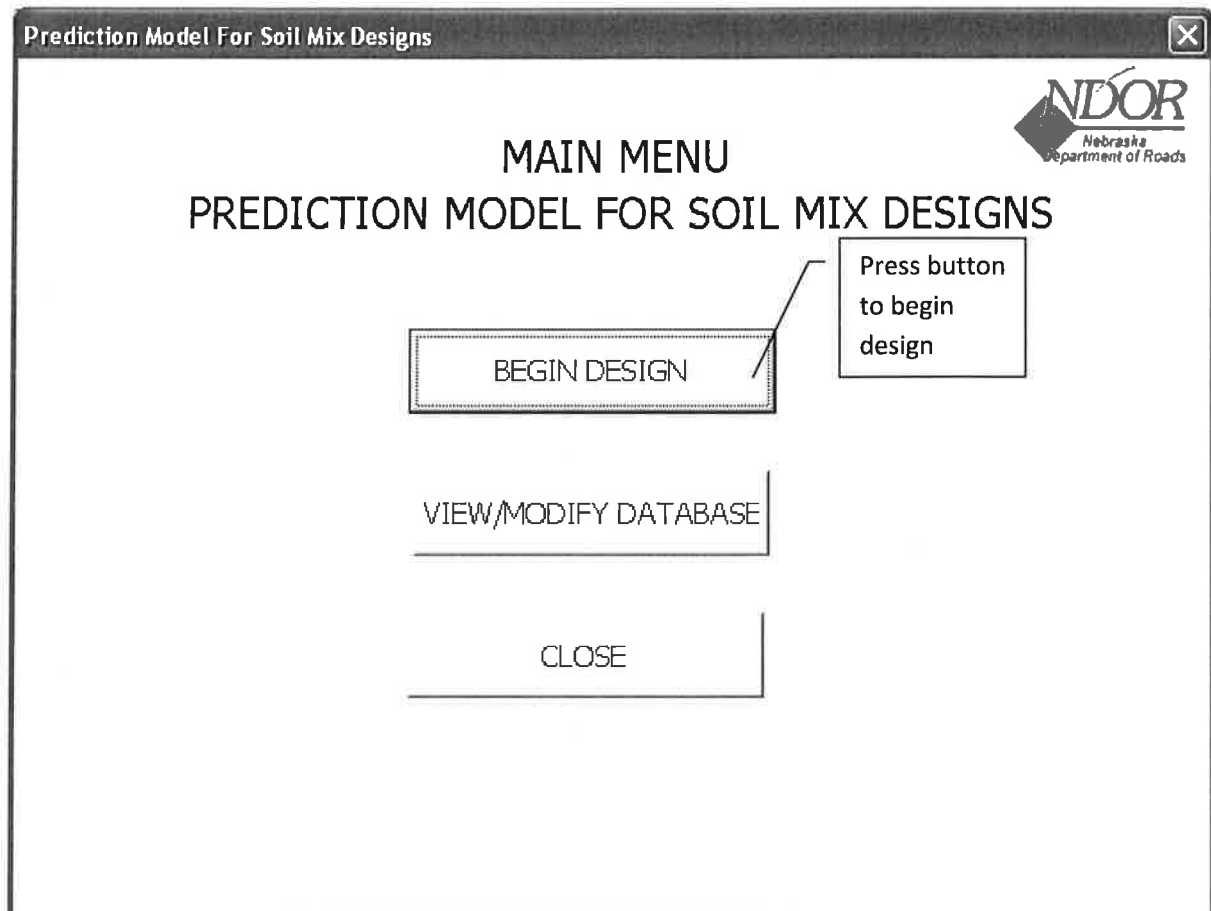 Prediction Model For Soil Mix Designs
NDOR
Nebraska
Department of Roads
MAIN MENU
PREDICTION MODEL FOR SOIL MIX DESIGNS
Press button
to begin
design
BEGIN DESIGN
VIEW/MODIFY DATABASE
CLOSE